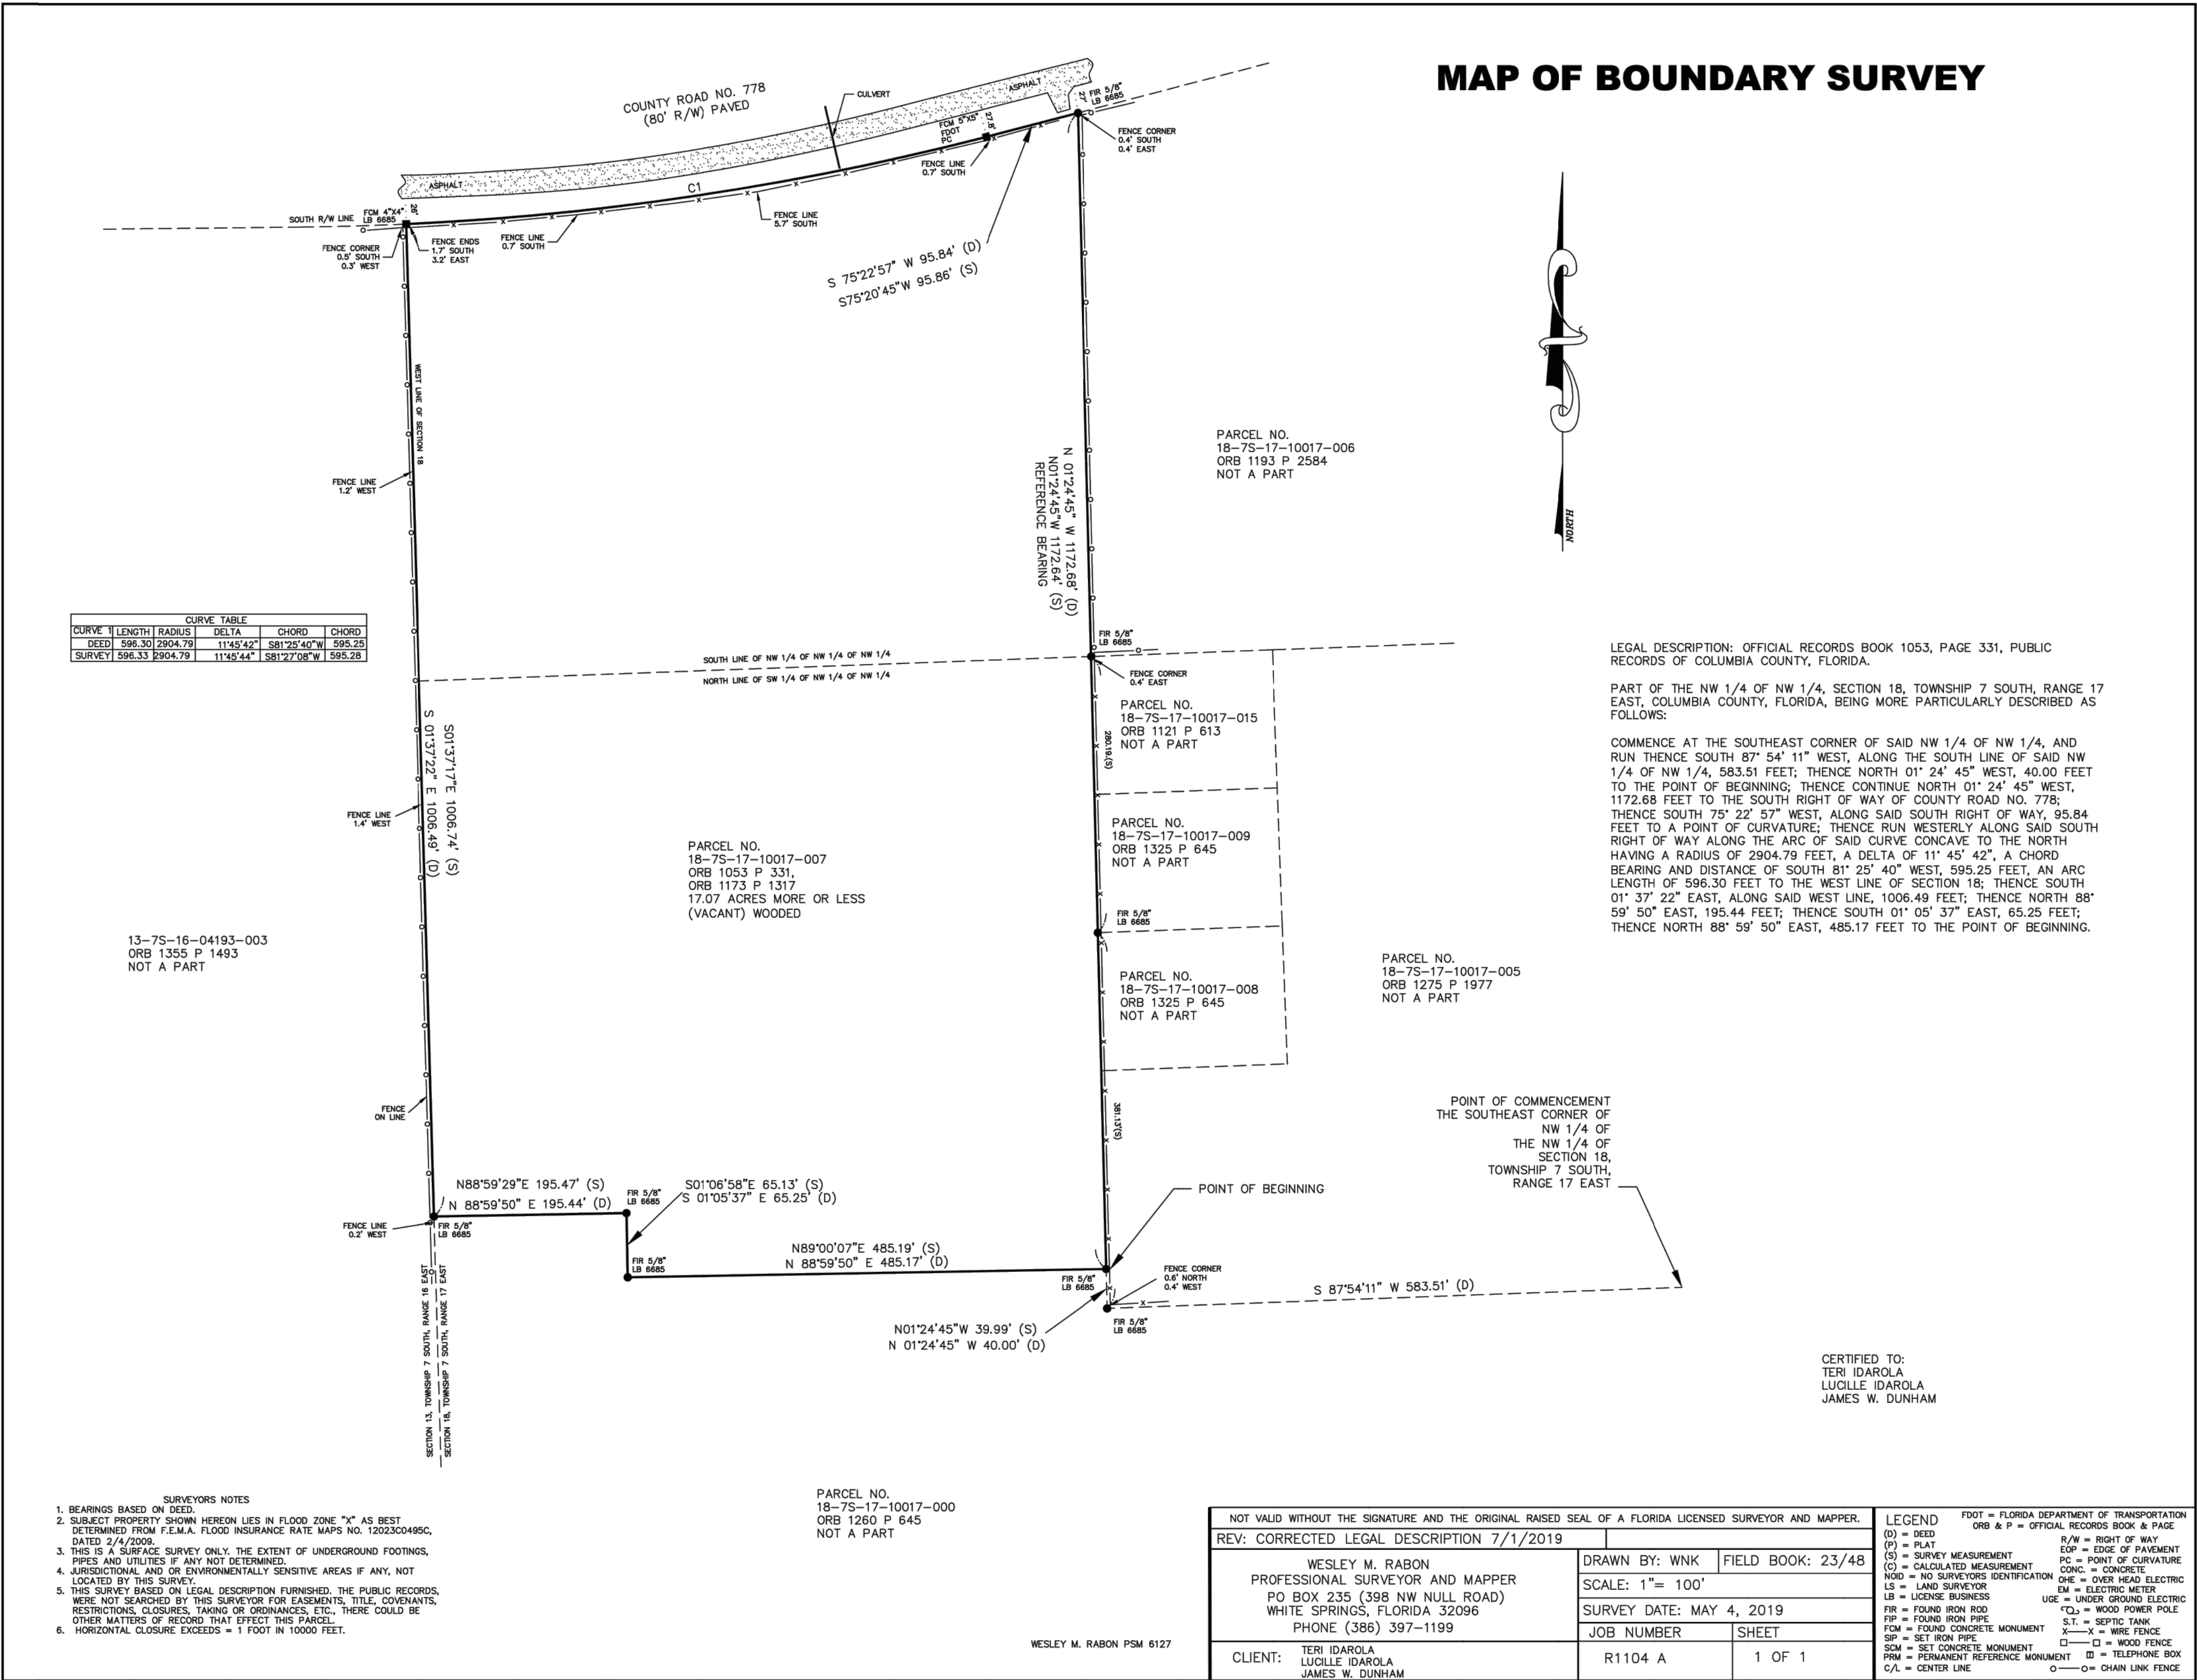 MAP OF BOUNDARY SURVEY
COUNTY ROAD NO. 778
(80' R/W) PAVED
CULVERT
ASPHALT
27'
FIR 5/8"
LB 6685
FCM 5"X5"
FDOT
PC
27.8'
FENCE CORNER
0.4' SOUTH
0.4' EAST
FENCE LINE
0.7' SOUTH
ASPHALT
C1
SOUTH R/W LINE
FCM 4"X4"
LB 6685
26'
FENCE LINE
5.7' SOUTH
FENCE CORNER
0.5' SOUTH
0.3' WEST
FENCE ENDS
1.7' SOUTH
3.2' EAST
FENCE LINE
0.7' SOUTH
S 75°22'57" W 95.84' (D)
S75°20'45"W 95.86' (S)
NORTH
WEST LINE OF SECTION 18
FENCE LINE
1.2' WEST
N 01°24'45" W 1172.68' (D)
N01°24'45"W 1172.64' (S)
REFERENCE BEARING
PARCEL NO.
18-7S-17-10017-006
ORB 1193 P 2584
NOT A PART
CURVE TABLE
CURVE 1 LENGTH RADIUS DELTA CHORD CHORD
DEED 596.30 2904.79 11°45'42" S81°25'40"W 595.25
SURVEY 596.33 2904.79 11°45'44" S81°27'08"W 595.28
SOUTH LINE OF NW 1/4 OF NW 1/4 OF NW 1/4
NORTH LINE OF SW 1/4 OF NW 1/4 OF NW 1/4
FIR 5/8"
LB 6685
FENCE CORNER
0.4' EAST
PARCEL NO.
18-7S-17-10017-015
ORB 1121 P 613
NOT A PART
280.19.(S)
S01°37'17"E 1006.74' (S)
S 01°37'22" E 1006.49' (D)
FENCE LINE
1.4' WEST
PARCEL NO.
18-7S-17-10017-009
ORB 1325 P 645
NOT A PART
PARCEL NO.
18-7S-17-10017-007
ORB 1053 P 331,
ORB 1173 P 1317
17.07 ACRES MORE OR LESS
(VACANT) WOODED
FIR 5/8"
LB 6685
13-7S-16-04193-003
ORB 1355 P 1493
NOT A PART
PARCEL NO.
18-7S-17-10017-008
ORB 1325 P 645
NOT A PART
PARCEL NO.
18-7S-17-10017-005
ORB 1275 P 1977
NOT A PART
LEGAL DESCRIPTION: OFFICIAL RECORDS BOOK 1053, PAGE 331, PUBLIC
RECORDS OF COLUMBIA COUNTY, FLORIDA.
PART OF THE NW 1/4 OF NW 1/4, SECTION 18, TOWNSHIP 7 SOUTH, RANGE 17
EAST, COLUMBIA COUNTY, FLORIDA, BEING MORE PARTICULARLY DESCRIBED AS
FOLLOWS:
COMMENCE AT THE SOUTHEAST CORNER OF SAID NW 1/4 OF NW 1/4, AND
RUN THENCE SOUTH 87° 54' 11" WEST, ALONG THE SOUTH LINE OF SAID NW
1/4 OF NW 1/4, 583.51 FEET; THENCE NORTH 01° 24' 45" WEST, 40.00 FEET
TO THE POINT OF BEGINNING; THENCE CONTINUE NORTH 01° 24' 45" WEST,
1172.68 FEET TO THE SOUTH RIGHT OF WAY OF COUNTY ROAD NO. 778;
THENCE SOUTH 75° 22' 57" WEST, ALONG SAID SOUTH RIGHT OF WAY, 95.84
FEET TO A POINT OF CURVATURE; THENCE RUN WESTERLY ALONG SAID SOUTH
RIGHT OF WAY ALONG THE ARC OF SAID CURVE CONCAVE TO THE NORTH
HAVING A RADIUS OF 2904.79 FEET, A DELTA OF 11° 45' 42", A CHORD
BEARING AND DISTANCE OF SOUTH 81° 25' 40" WEST, 595.25 FEET, AN ARC
LENGTH OF 596.30 FEET TO THE WEST LINE OF SECTION 18; THENCE SOUTH
01° 37' 22" EAST, ALONG SAID WEST LINE, 1006.49 FEET; THENCE NORTH 88°
59' 50" EAST, 195.44 FEET; THENCE SOUTH 01° 05' 37" EAST, 65.25 FEET;
THENCE NORTH 88° 59' 50" EAST, 485.17 FEET TO THE POINT OF BEGINNING.
FENCE
ON LINE
381.13'(S)
POINT OF COMMENCEMENT
THE SOUTHEAST CORNER OF
NW 1/4 OF
THE NW 1/4 OF
SECTION 18,
TOWNSHIP 7 SOUTH,
RANGE 17 EAST
N88°59'29"E 195.47' (S)
N 88°59'50" E 195.44' (D)
FIR 5/8"
LB 6685
S01°06'58"E 65.13' (S)
S 01°05'37" E 65.25' (D)
POINT OF BEGINNING
FENCE LINE
0.2' WEST
FIR 5/8"
LB 6685
FIR 5/8"
LB 6685
N89°00'07"E 485.19' (S)
N 88°59'50" E 485.17' (D)
FIR 5/8"
LB 6685
FENCE CORNER
0.6' NORTH
0.4' WEST
S 87°54'11" W 583.51' (D)
FIR 5/8"
LB 6685
N01°24'45"W 39.99' (S)
N 01°24'45" W 40.00' (D)
SECTION 13, TOWNSHIP 7 SOUTH, RANGE 16 EAST
SECTION 18, TOWNSHIP 7 SOUTH, RANGE 17 EAST
CERTIFIED TO:
TERI IDAROLA
LUCILLE IDAROLA
JAMES W. DUNHAM
PARCEL NO.
18-7S-17-10017-000
ORB 1260 P 645
NOT A PART
SURVEYORS NOTES
1. BEARINGS BASED ON DEED.
2. SUBJECT PROPERTY SHOWN HEREON LIES IN FLOOD ZONE "X" AS BEST
DETERMINED FROM F.E.M.A. FLOOD INSURANCE RATE MAPS NO. 12023C0495C,
DATED 2/4/2009.
3. THIS IS A SURFACE SURVEY ONLY. THE EXTENT OF UNDERGROUND FOOTINGS,
PIPES AND UTILITIES IF ANY NOT DETERMINED.
4. JURISDICTIONAL AND OR ENVIRONMENTALLY SENSITIVE AREAS IF ANY, NOT
LOCATED BY THIS SURVEY.
5. THIS SURVEY BASED ON LEGAL DESCRIPTION FURNISHED. THE PUBLIC RECORDS,
WERE NOT SEARCHED BY THIS SURVEYOR FOR EASEMENTS, TITLE, COVENANTS,
RESTRICTIONS, CLOSURES, TAKING OR ORDINANCES, ETC., THERE COULD BE
OTHER MATTERS OF RECORD THAT EFFECT THIS PARCEL.
6. HORIZONTAL CLOSURE EXCEEDS = 1 FOOT IN 10000 FEET.
WESLEY M. RABON PSM 6127
NOT VALID WITHOUT THE SIGNATURE AND THE ORIGINAL RAISED SEAL OF A FLORIDA LICENSED SURVEYOR AND MAPPER.
REV: CORRECTED LEGAL DESCRIPTION 7/1/2019
WESLEY M. RABON
PROFESSIONAL SURVEYOR AND MAPPER
PO BOX 235 (398 NW NULL ROAD)
WHITE SPRINGS, FLORIDA 32096
PHONE (386) 397-1199
DRAWN BY: WNK FIELD BOOK: 23/48
SCALE: 1"= 100'
SURVEY DATE: MAY 4, 2019
JOB NUMBER SHEET
R1104 A 1 OF 1
CLIENT:
TERI IDAROLA
LUCILLE IDAROLA
JAMES W. DUNHAM
LEGEND
(D) = DEED
(P) = PLAT
(S) = SURVEY MEASUREMENT
(C) = CALCULATED MEASUREMENT
NOID = NO SURVEYORS IDENTIFICATION
LS = LAND SURVEYOR
LB = LICENSE BUSINESS
FIR = FOUND IRON ROD
FIP = FOUND IRON PIPE
FCM = FOUND CONCRETE MONUMENT
SIP = SET IRON PIPE
SCM = SET CONCRETE MONUMENT
PRM = PERMANENT REFERENCE MONUMENT
C/L = CENTER LINE
FDOT = FLORIDA DEPARTMENT OF TRANSPORTATION
ORB & P = OFFICIAL RECORDS BOOK & PAGE
R/W = RIGHT OF WAY
EOP = EDGE OF PAVEMENT
PC = POINT OF CURVATURE
CONC. = CONCRETE
OHE = OVER HEAD ELECTRIC
EM = ELECTRIC METER
UGE = UNDER GROUND ELECTRIC
= WOOD POWER POLE
S.T. = SEPTIC TANK
X—X = WIRE FENCE
= WOOD FENCE
= TELEPHONE BOX
O—O= CHAIN LINK FENCE